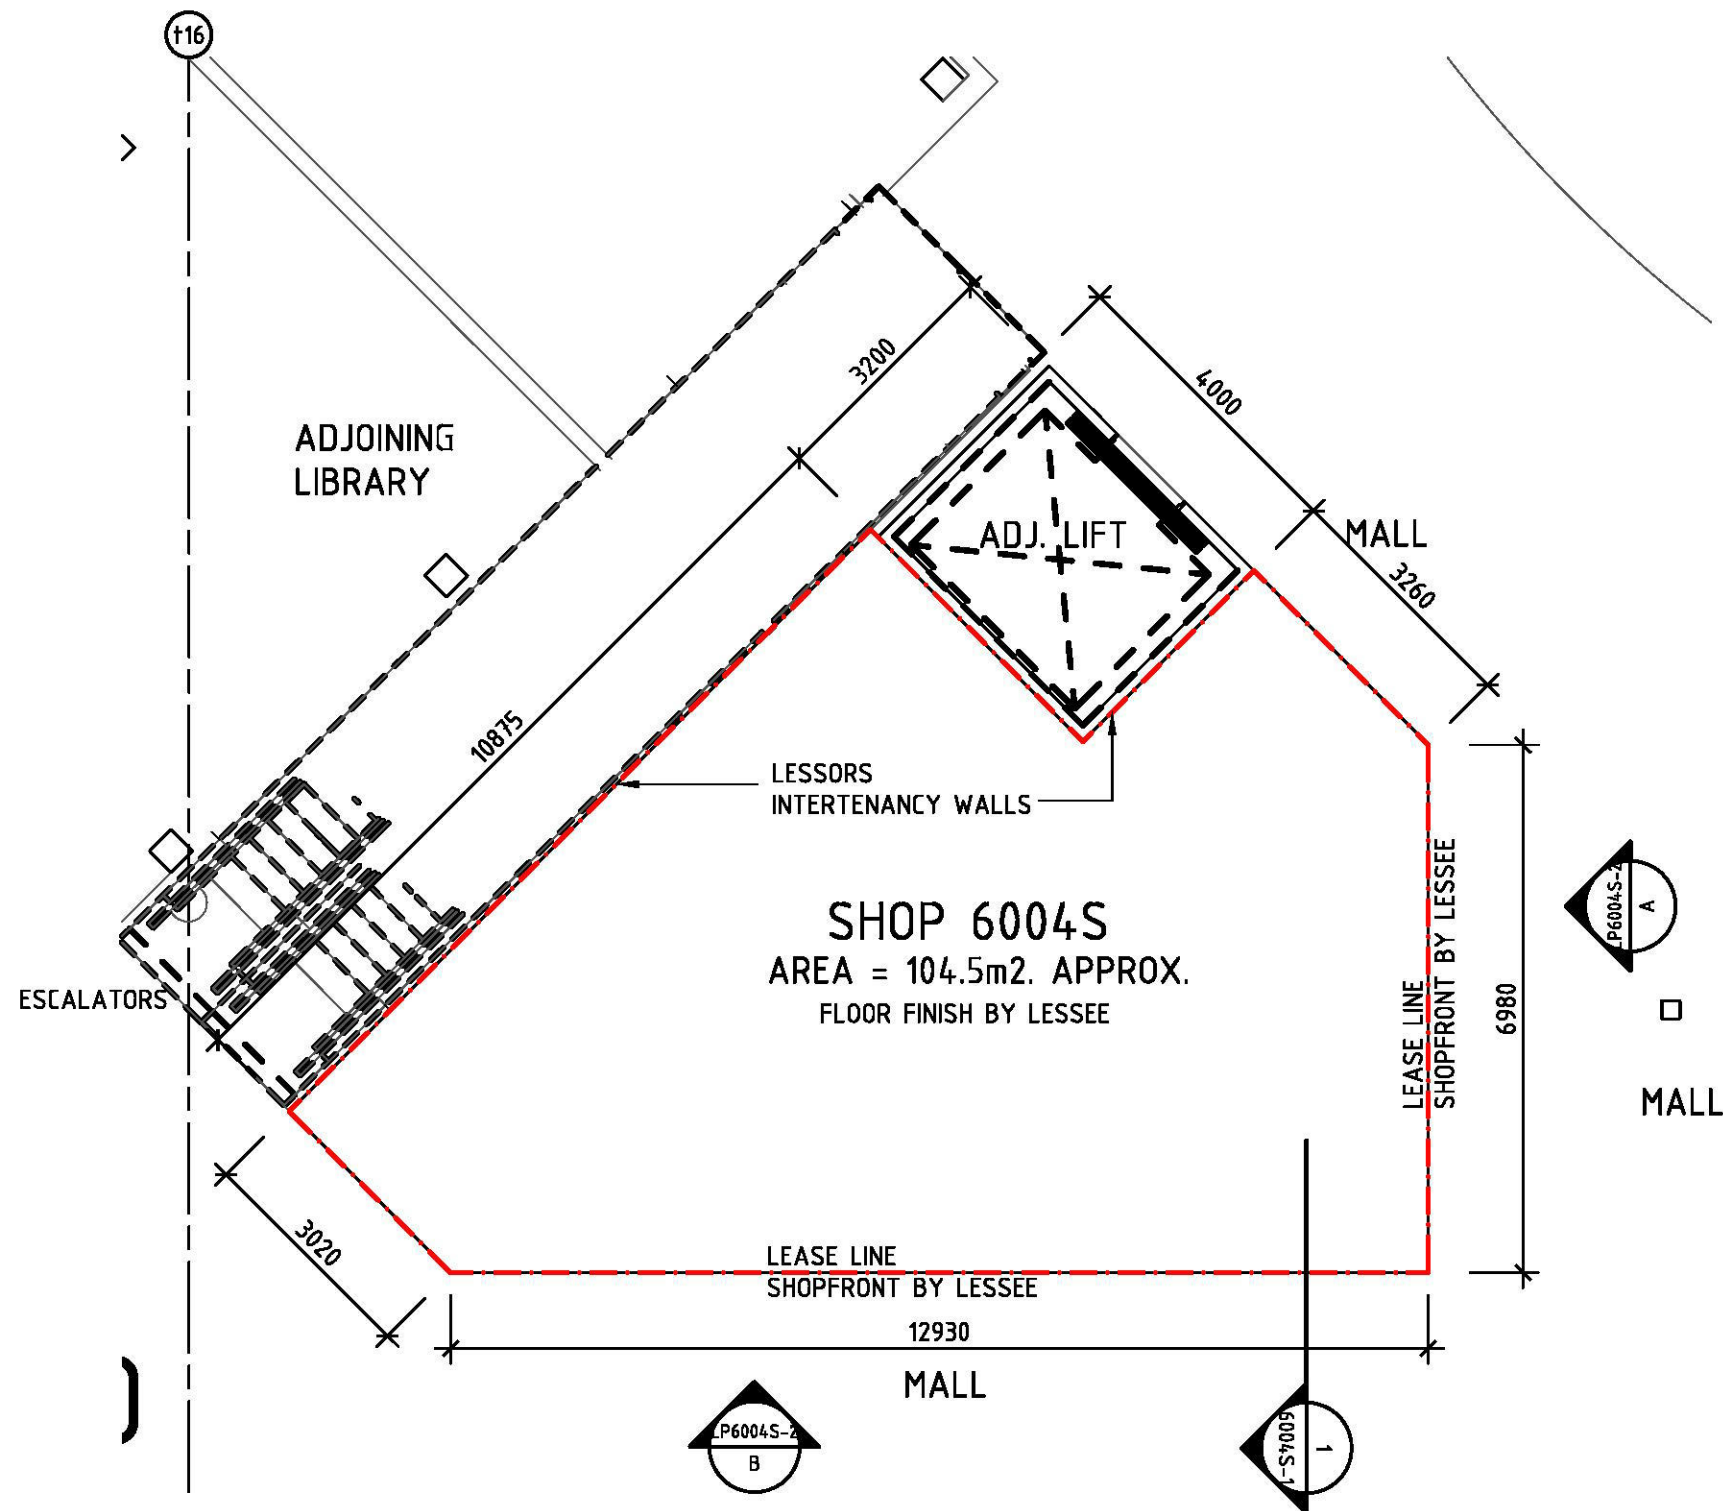 t16
3200
4000
ADJOINING
LIBRARY
ADJ. LIFT
MALL
3260
10875
LESSORS
INTERTENANCY WALLS
SHOP 6004S
AREA = 104.5m2. APPROX.
FLOOR FINISH BY LESSEE
ESCALATORS
LEASE LINE
SHOPFRONT BY LESSEE
6980
LP6004S-2
A
MALL
3020
LEASE LINE
SHOPFRONT BY LESSEE
12930
MALL
LP6004S-2
B
6004S-1
1